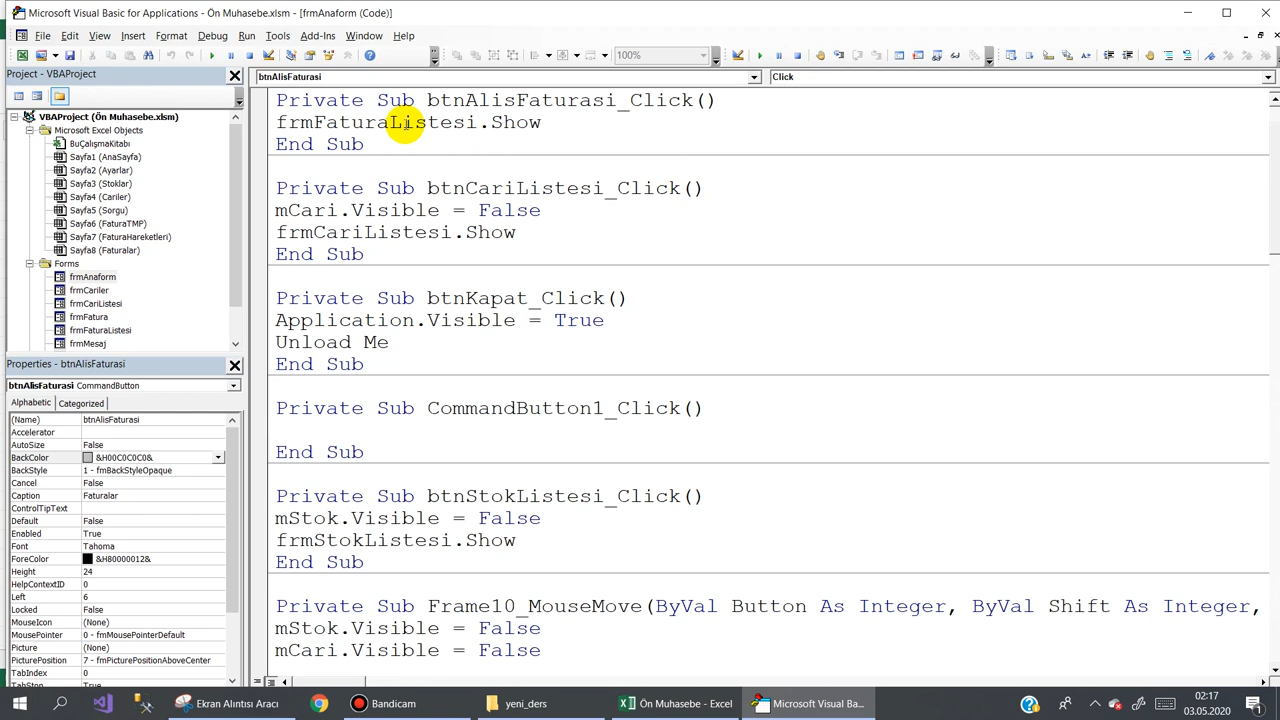 Microsoft Visual Basic for Applications - Ön Muhasebe.xlsm - [frmAnaform (Code)]
File Edit View Insert Format Debug Run Tools Add-Ins Window Help
100%
Project - VBAProject
VBAProject (Ön Muhasebe.xlsm)
Microsoft Excel Objects
BuÇalışmaKitabı
Sayfa1 (AnaSayfa)
Sayfa2 (Ayarlar)
Sayfa3 (Stoklar)
Sayfa4 (Cariler)
Sayfa5 (Sorgu)
Sayfa6 (FaturaTMP)
Sayfa7 (FaturaHareketleri)
Sayfa8 (Faturalar)
Forms
frmAnaform
frmCariler
frmCariListesi
frmFatura
frmFaturaListesi
frmMesaj
Properties - btnAlisFaturasi
btnAlisFaturasi CommandButton
Alphabetic Categorized
(Name) btnAlisFaturasi
Accelerator
AutoSize False
BackColor &H00C0C0C0&
BackStyle 1 - fmBackStyleOpaque
Cancel False
Caption Faturalar
ControlTipText
Default False
Enabled True
Font Tahoma
ForeColor &H80000012&
Height 24
HelpContextID 0
Left 6
Locked False
MouseIcon (None)
MousePointer 0 - fmMousePointerDefault
Picture (None)
PicturePosition 7 - fmPicturePositionAboveCenter
TabIndex 0
TabStop True
btnAlisFaturasi Click
Private Sub btnAlisFaturasi_Click()
frmFaturaListesi.Show
End Sub
Private Sub btnCariListesi_Click()
mCari.Visible = False
frmCariListesi.Show
End Sub
Private Sub btnKapat_Click()
Application.Visible = True
Unload Me
End Sub
Private Sub CommandButton1_Click()
End Sub
Private Sub btnStokListesi_Click()
mStok.Visible = False
frmStokListesi.Show
End Sub
Private Sub Frame10_MouseMove(ByVal Button As Integer, ByVal Shift As Integer,
mStok.Visible = False
mCari.Visible = False
Ekran Alıntısı Aracı
Bandicam
yeni_ders
Ön Muhasebe - Excel
Microsoft Visual Ba...
02:17
03.05.2020
1